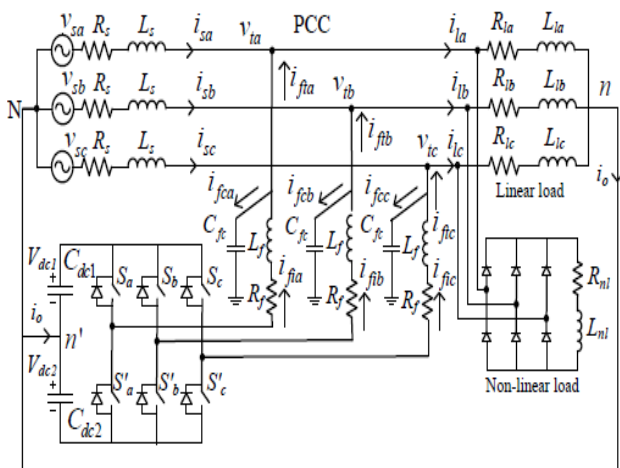 v_sa R_s L_s i_sa v_ta PCC i_la R_la L_la
i_fta
N v_sb R_s L_s i_sb v_tb i_lb R_lb L_lb n
i_ftb
v_sc R_s L_s i_sc v_tc i_lc R_lc L_lc
i_o
Linear load
i_fca i_fcb i_fcc
C_fc L_f C_fc L_f C_fc L_f i_ftc
V_dc1 + - C_dc1 S_a S_b S_c
R_f i_fia R_f i_fib R_f i_fic
R_nl
L_nl
Non-linear load
i_o n'
V_dc2 + - C_dc2 S'_a S'_b S'_c